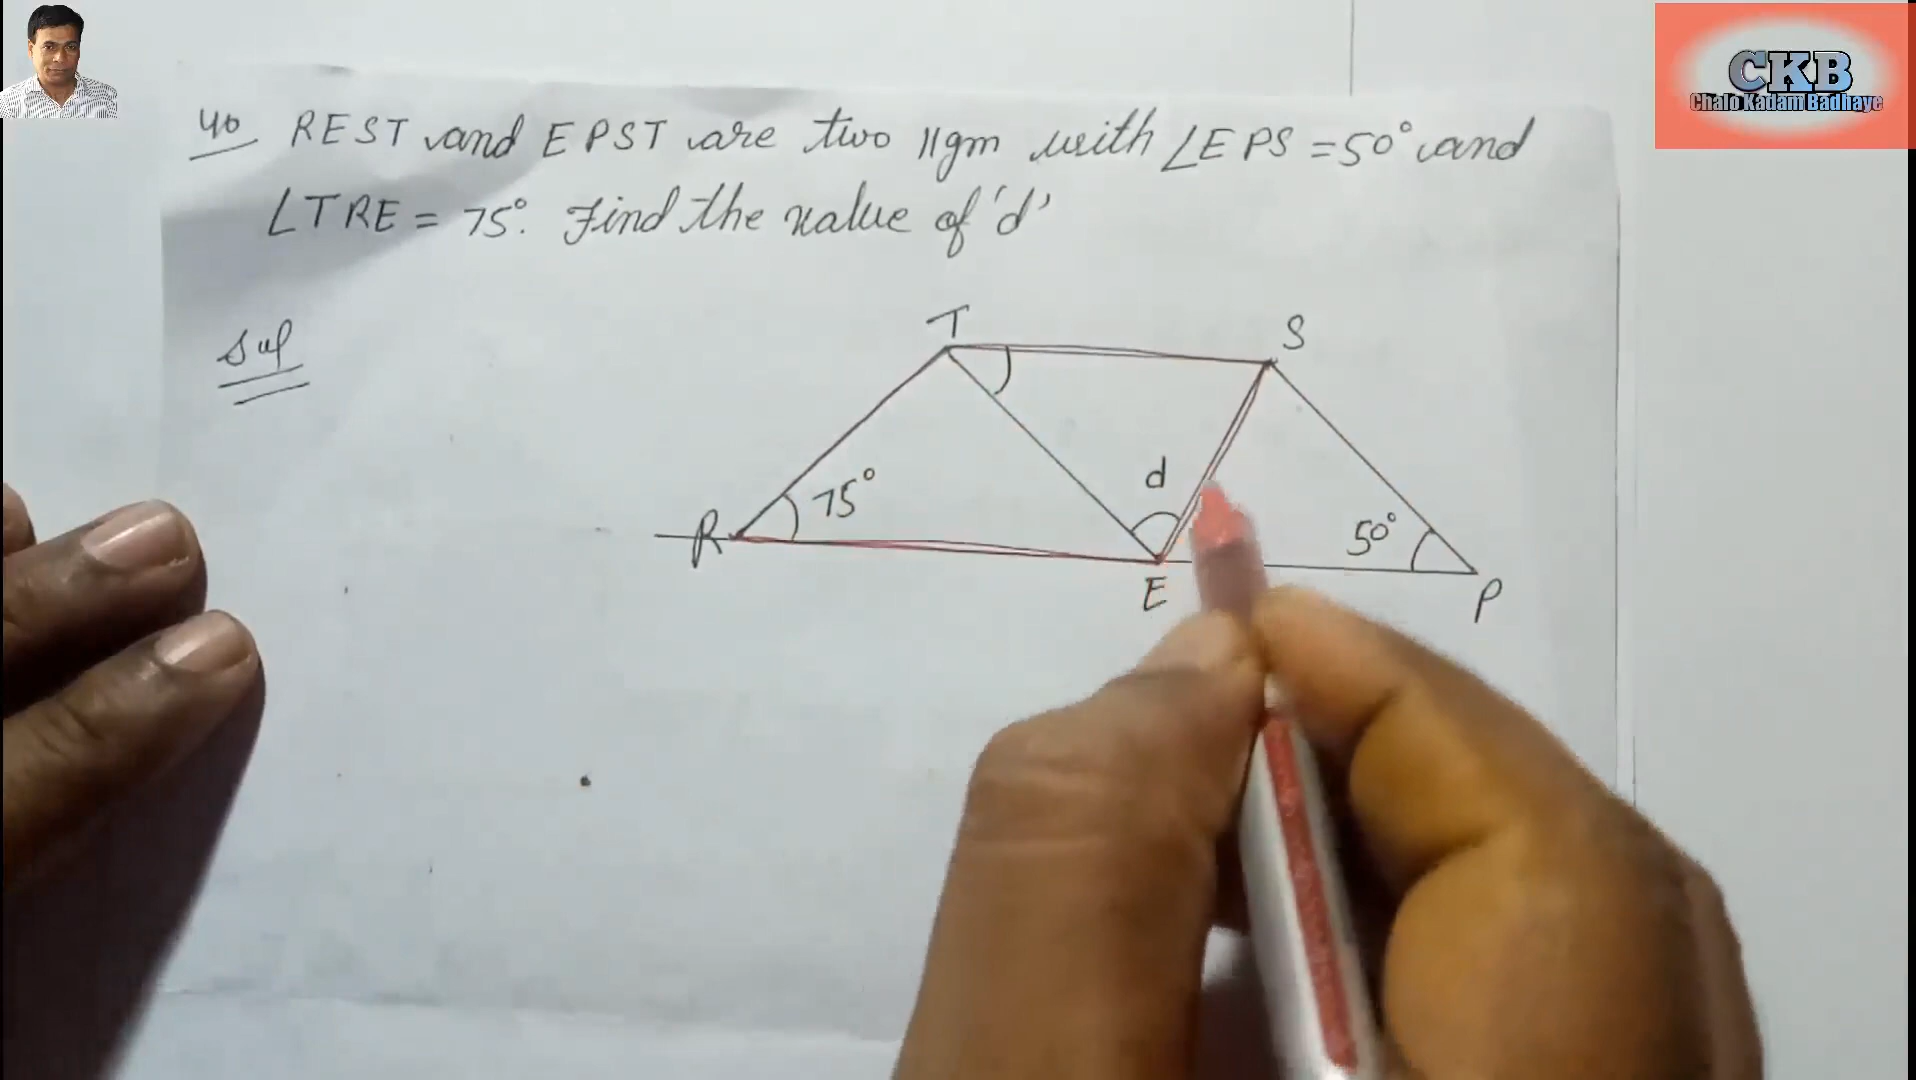 CKB
Chalo Kadam Badhaye
40 REST and EPST are two ||gm with ∠EPS = 50° and
∠TRE = 75°. Find the value of 'd'
T
S
d
75°
50°
R
E
P